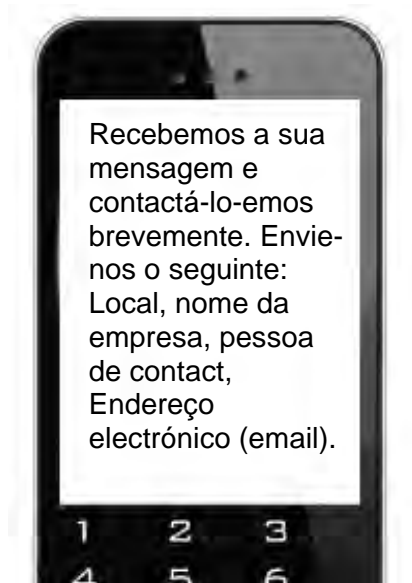 Recebemos a sua
mensagem e
contactá-lo-emos
brevemente. Envie-
nos o seguinte:
Local, nome da
empresa, pessoa
de contact,
Endereço
electrónico (email).
1 2 3
4 5 6